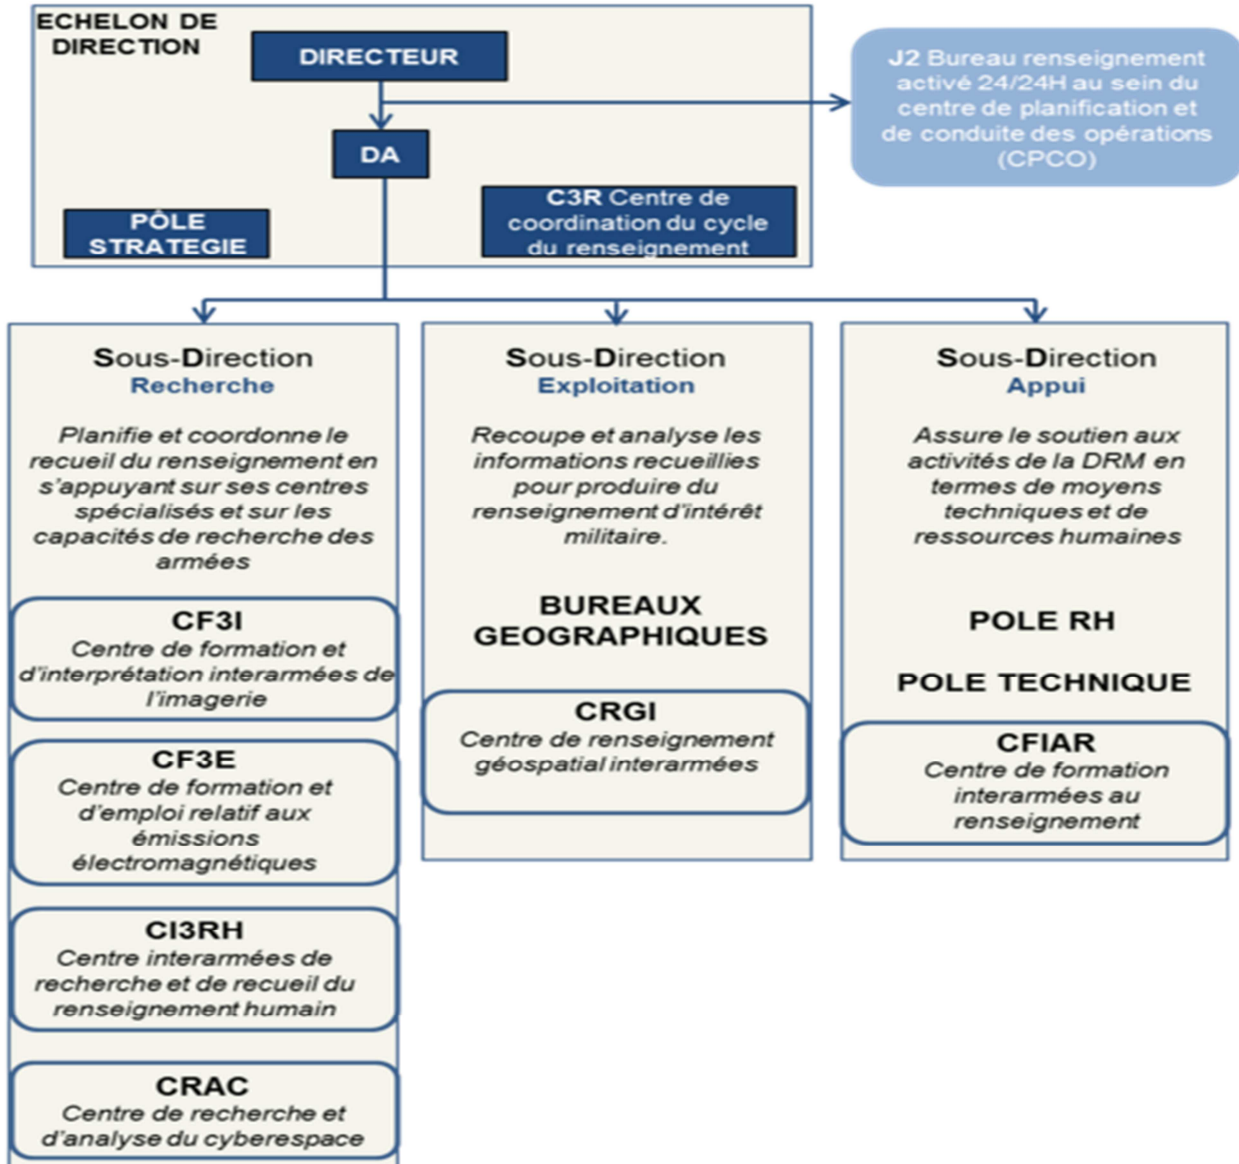 ECHELON DE
DIRECTION
DIRECTEUR
DA
PÔLE
STRATEGIE
C3R Centre de
coordination du cycle
du renseignement
J2 Bureau renseignement
activé 24/24H au sein du
centre de planification et
de conduite des opérations
(CPCO)
Sous-Direction
Recherche
Planifie et coordonne le
recueil du renseignement en
s'appuyant sur ses centres
spécialisés et sur les
capacités de recherche des
armées
CF3I
Centre de formation et
d'interprétation interarmées de
l'imagerie
CF3E
Centre de formation et
d'emploi relatif aux
émissions
électromagnétiques
CI3RH
Centre interarmées de
recherche et de recueil du
renseignement humain
CRAC
Centre de recherche et
d'analyse du cyberespace
Sous-Direction
Exploitation
Recoupe et analyse les
informations recueillies
pour produire du
renseignement d'intérêt
militaire.
BUREAUX
GEOGRAPHIQUES
CRGI
Centre de renseignement
géospatial interarmées
Sous-Direction
Appui
Assure le soutien aux
activités de la DRM en
termes de moyens
techniques et de
ressources humaines
POLE RH
POLE TECHNIQUE
CFIAR
Centre de formation
interarmées au
renseignement